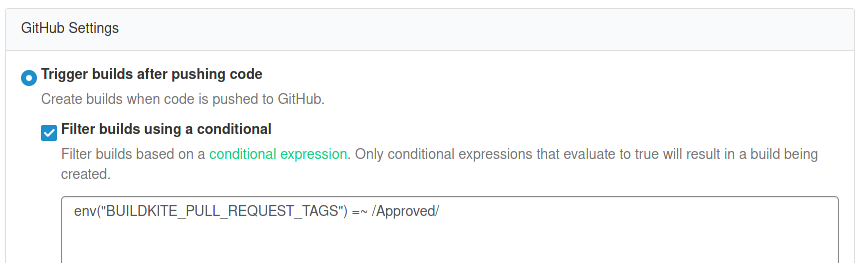 GitHub Settings
Trigger builds after pushing code
Create builds when code is pushed to GitHub.
Filter builds using a conditional
Filter builds based on a conditional expression. Only conditional expressions that evaluate to true will result in a build being
created.
env("BUILDKITE_PULL_REQUEST_TAGS") =~ /Approved/